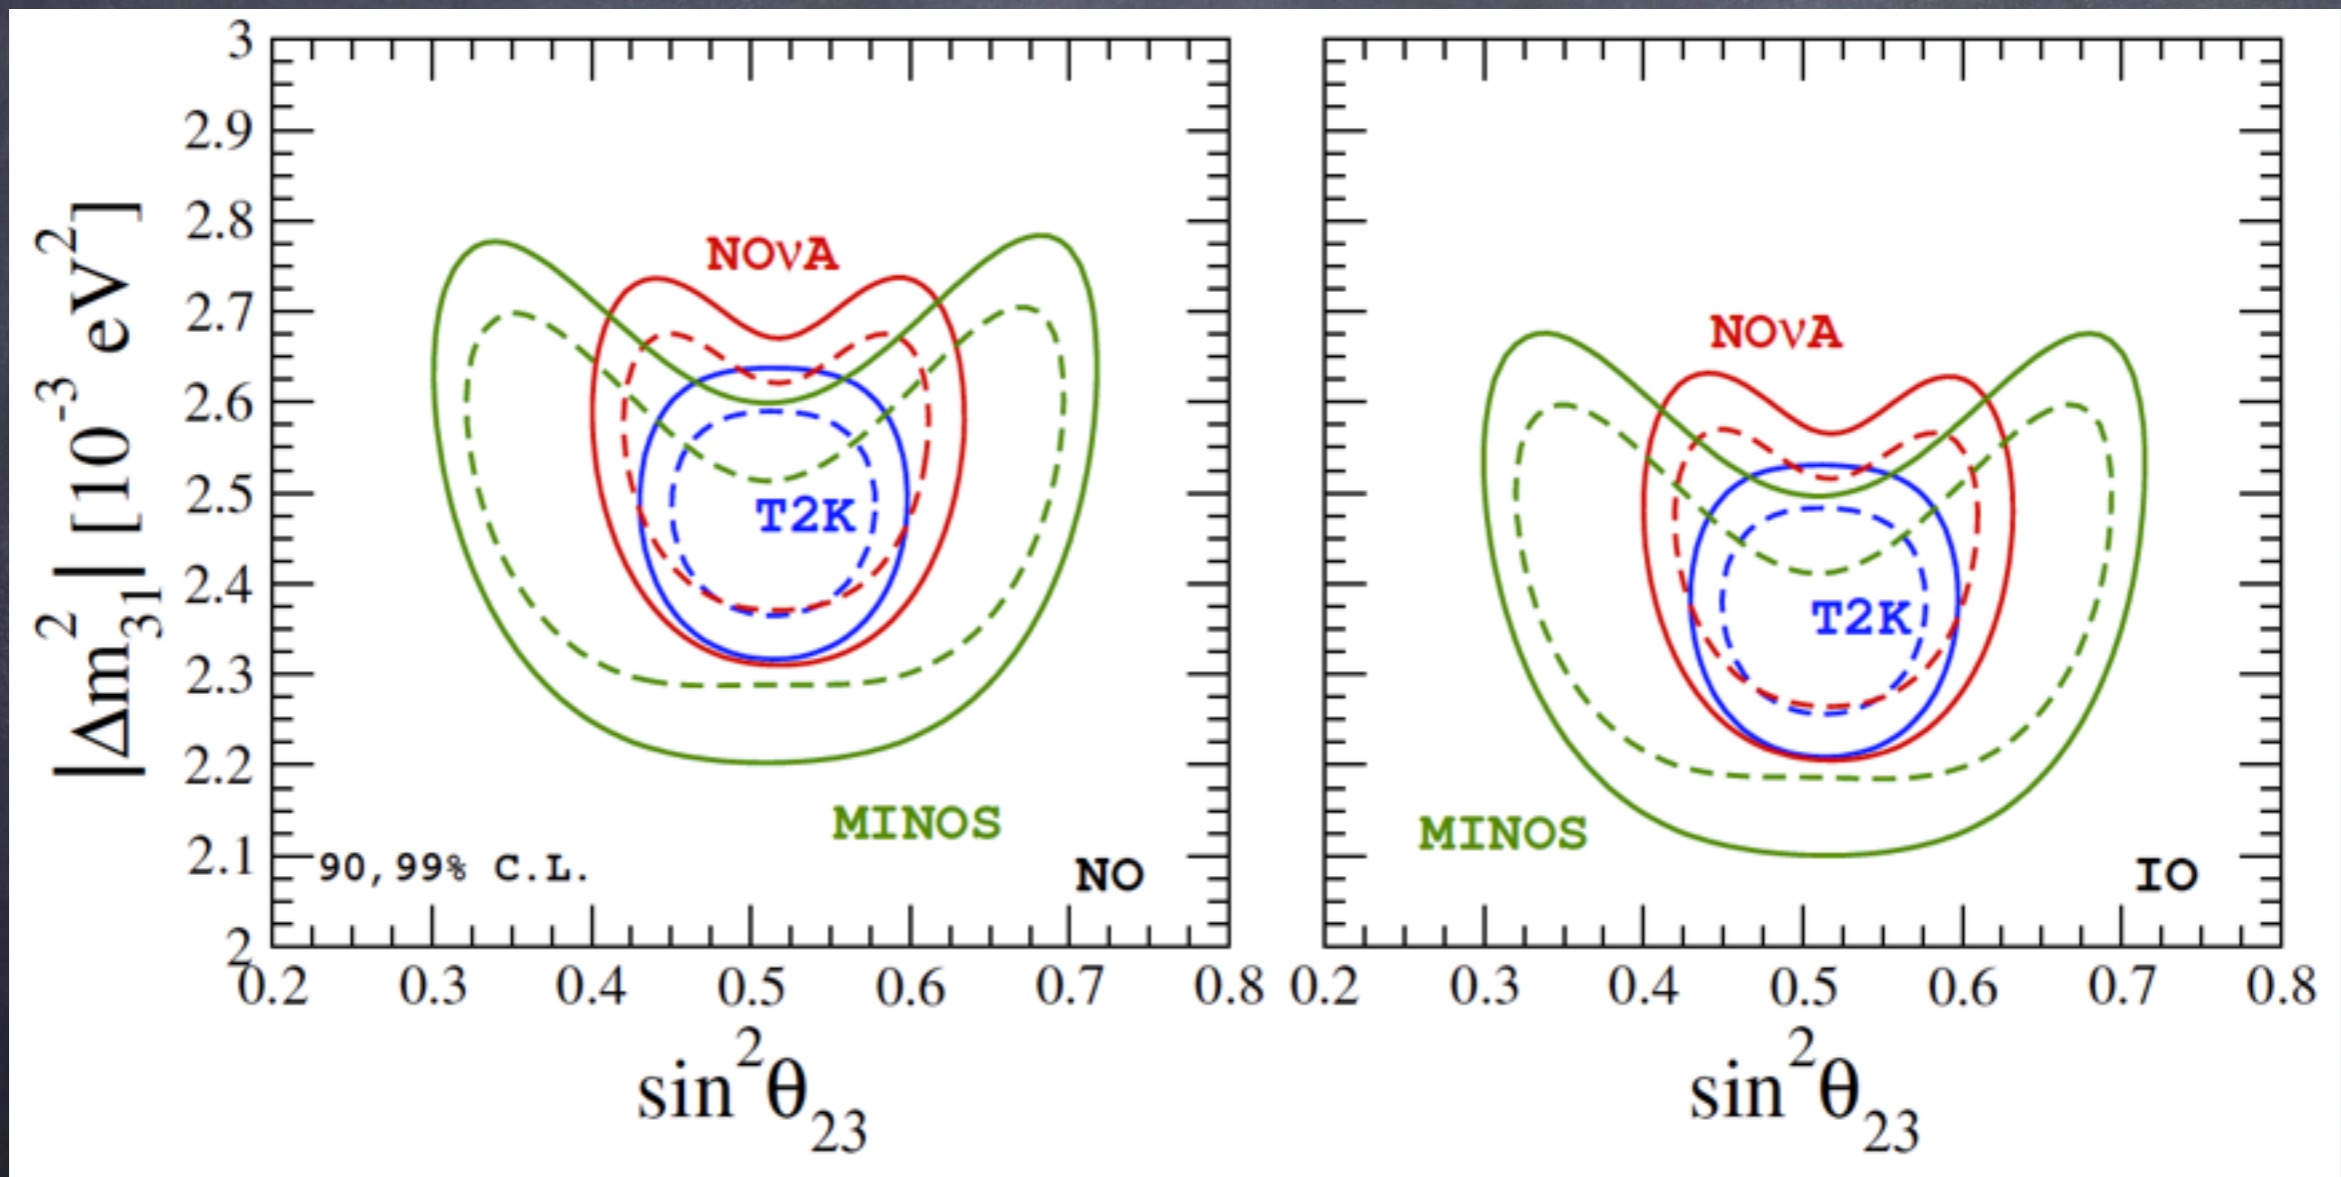 3
2.9
2.8
2.7
2.6
2.5
2.4
2.3
2.2
2.1
2
|Δm²₃₁| [10⁻³ eV²]
NOνA
T2K
MINOS
90,99% C.L.
NO
0.2 0.3 0.4 0.5 0.6 0.7 0.8
sin²θ₂₃
NOνA
T2K
MINOS
IO
0.2 0.3 0.4 0.5 0.6 0.7 0.8
sin²θ₂₃